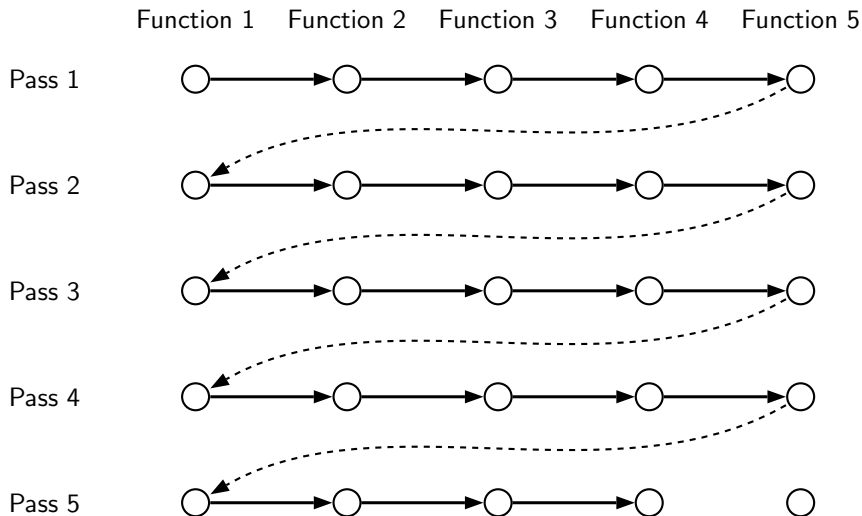 Function 1 Function 2 Function 3 Function 4 Function 5
Pass 1
Pass 2
Pass 3
Pass 4
Pass 5